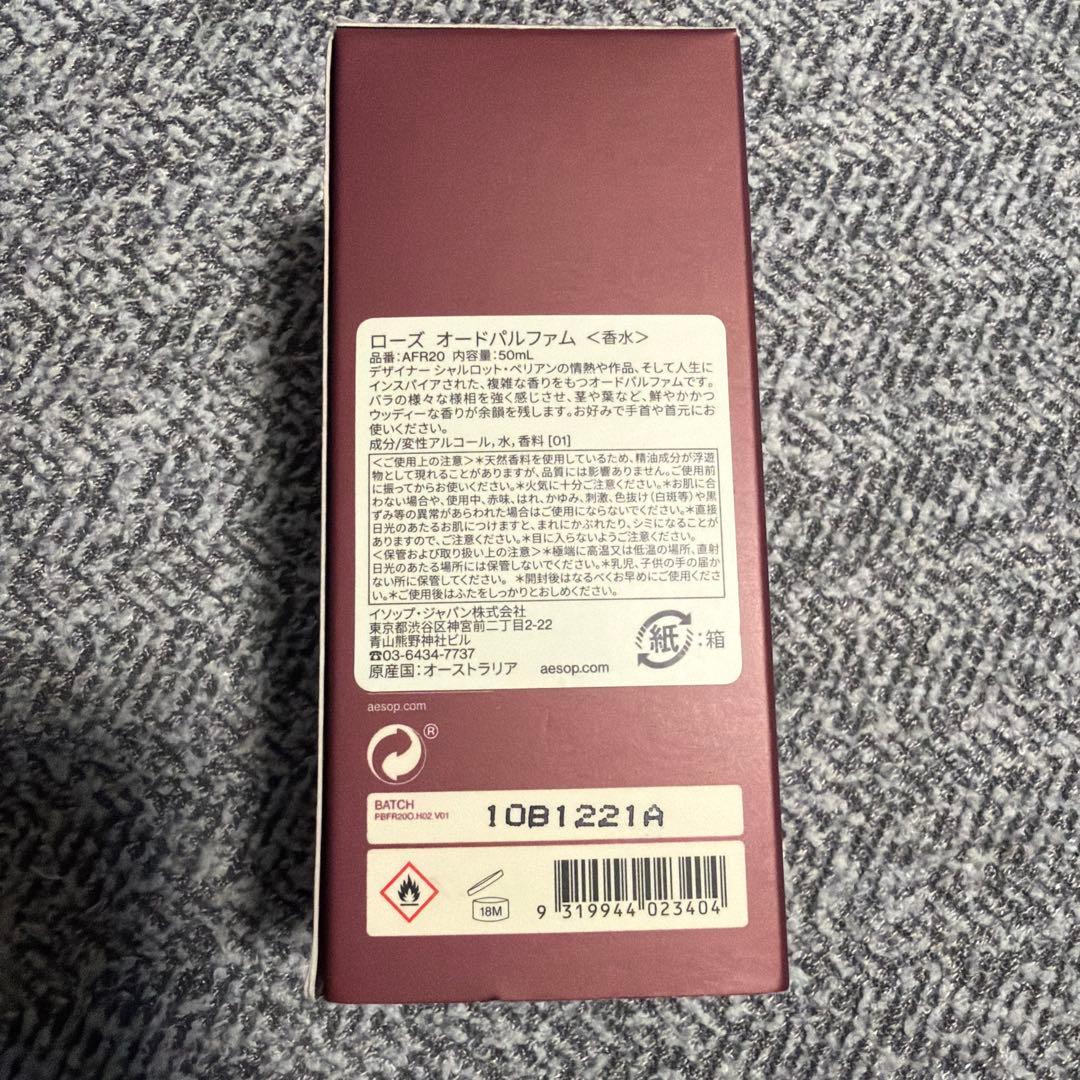 ローズ オードパルファム <香水>
品番:AFR20 内容量:50mL
デザイナー シャルロット・ペリアンの情熱や作品、そして人生に
インスパイアされた、複雑な香りをもつオードパルファムです。
バラの様々な様相を強く感じさせ、茎や葉など、鮮やかかつ
ウッディーな香りが余韻を残します。お好みで手首や首元にお
使いください。
成分/変性アルコール,水,香料 [01]
<ご使用上の注意>＊天然香料を使用しているため、精油成分が浮遊
物として現れることがありますが、品質には影響ありません。ご使用前
に振ってからお使いください。＊火気に十分ご注意ください。＊お肌に合
わない場合や、使用中、赤味、はれ、かゆみ、刺激、色抜け(白斑等)や黒
ずみ等の異常があらわれた場合はご使用にならないでください。＊直接
日光のあたるお肌につけますと、まれにかぶれたり、シミになることが
ありますので、ご注意ください。＊目に入らないようご注意ください。
<保管および取り扱い上の注意>＊極端に高温又は低温の場所、直射
日光のあたる場所には保管しないでください。＊乳児、子供の手の届か
ない所に保管してください。 ＊開封後はなるべくお早めにご使用くださ
い。＊ご使用後はふたをしっかりとおしめください。
イソップ・ジャパン株式会社
東京都渋谷区神宮前二丁目2-22
青山熊野神社ビル
☎03-6434-7737
原産国:オーストラリア aesop.com
紙:箱
aesop.com
®
BATCH
PBFR20O.H02 V01
10B1221A
18M
9 319944 023404